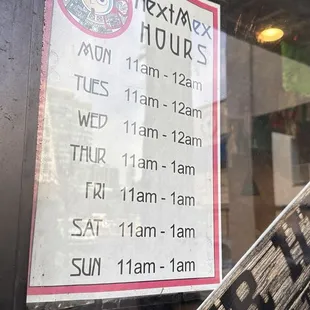 NextMex
HOURS
MON 11am - 12am
TUES 11am - 12am
WED 11am - 12am
THUR 11am - 1am
FRI 11am - 1am
SAT 11am - 1am
SUN 11am - 1am